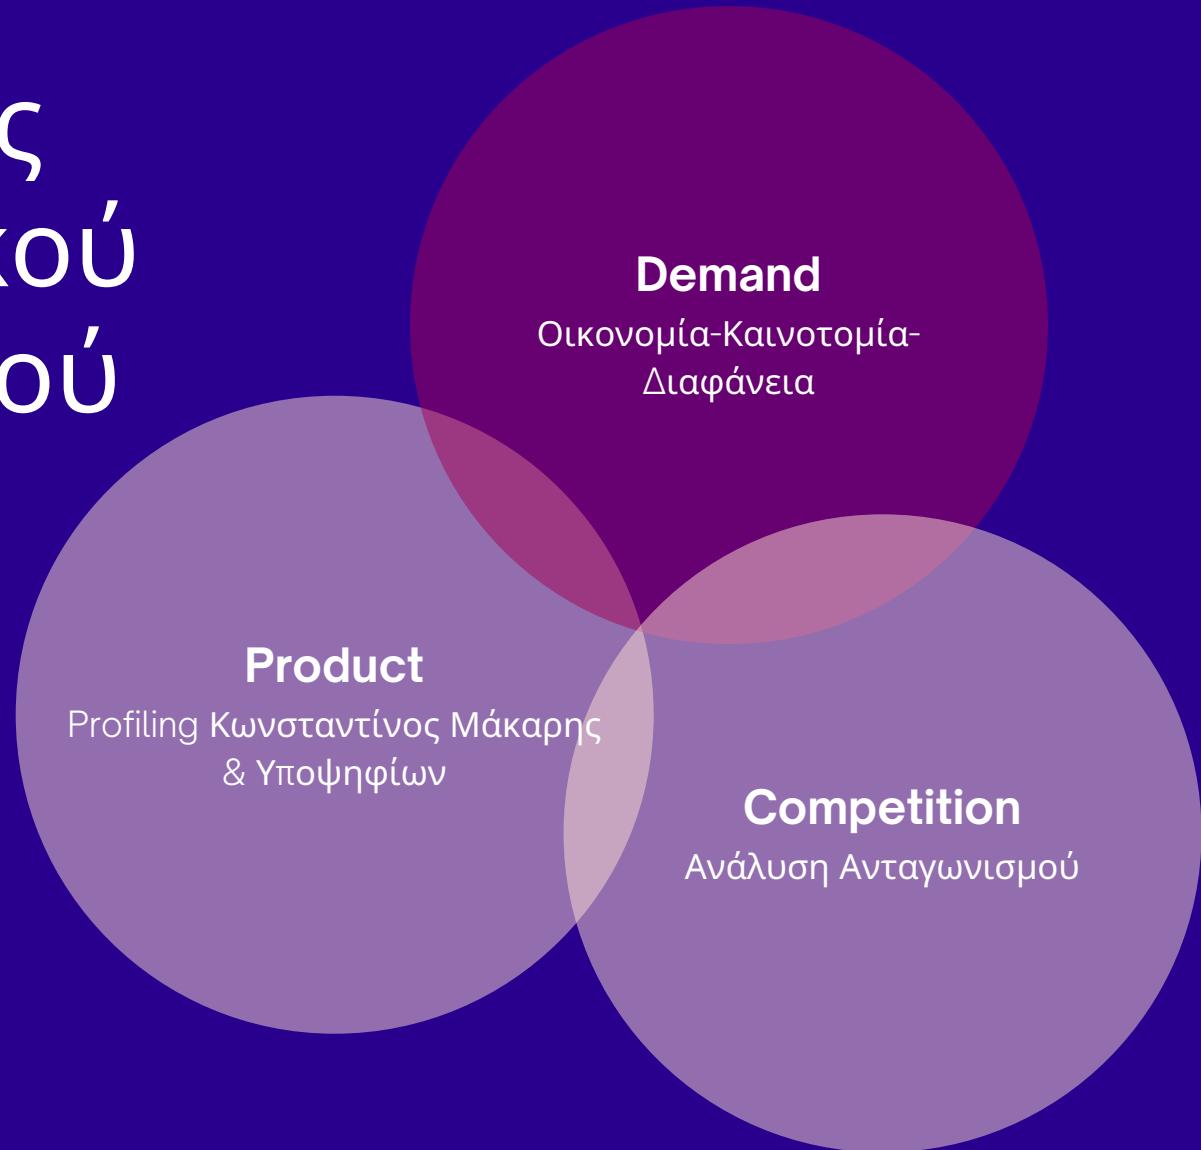 ς
κού
ού
Demand
Οικονομία-Καινοτομία-
Διαφάνεια
Product
Profiling Κωνσταντίνος Μάκαρης
& Υποψηφίων
Competition
Ανάλυση Ανταγωνισμού